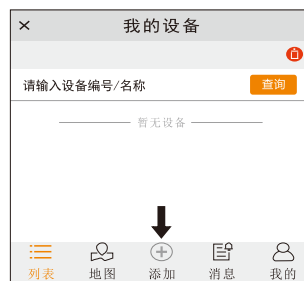 × 我的设备
请输入设备编号/名称 查询
暂无设备
列表 地图 添加 消息 我的